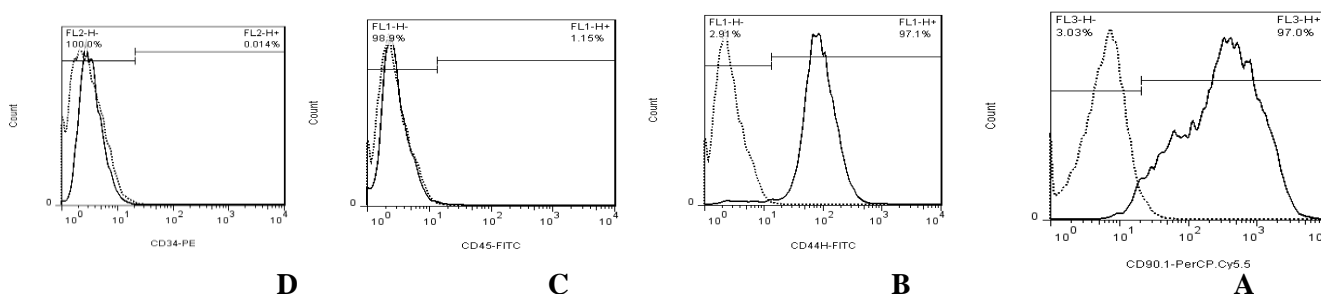 FL2-H- FL2-H+
100.0% 0.014%
Count
0
10^0 10^1 10^2 10^3 10^4
CD34-PE
D
FL1-H- FL1-H+
98.9% 1.15%
Count
0
10^0 10^1 10^2 10^3 10^4
CD45-FITC
C
FL1-H- FL1-H+
2.91% 97.1%
Count
0
10^0 10^1 10^2 10^3 10^4
CD44H-FITC
B
FL3-H- FL3-H+
3.03% 97.0%
Count
0
10^0 10^1 10^2 10^3
CD90.1-PerCP.Cy5.5
A